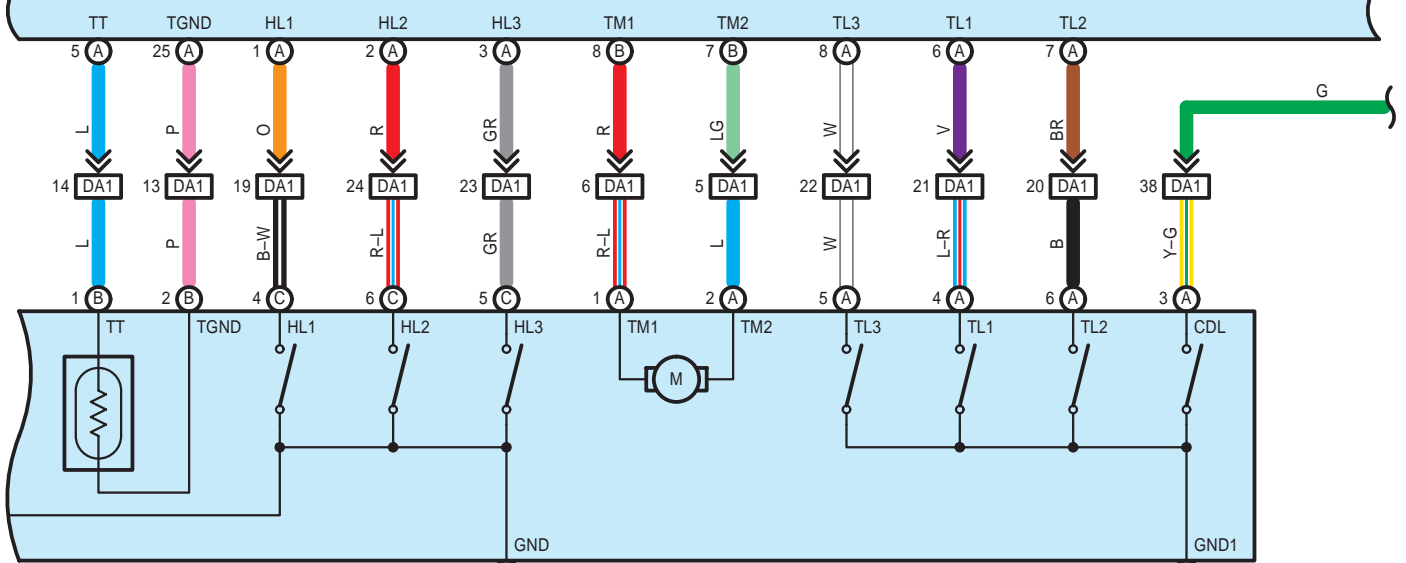 TT TGND HL1 HL2 HL3 TM1 TM2 TL3 TL1 TL2
5 A 25 A 1 A 2 A 3 A 8 B 7 B 8 A 6 A 7 A
G
L P O R GR R LG W V BR
14 DA1 13 DA1 19 DA1 24 DA1 23 DA1 6 DA1 5 DA1 22 DA1 21 DA1 20 DA1 38 DA1
L P B–W R–L GR R–L L W L–R B Y–G
1 B 2 B 4 C 6 C 5 C 1 A 2 A 5 A 4 A 6 A 3 A
TT TGND HL1 HL2 HL3 TM1 TM2 TL3 TL1 TL2 CDL
M
GND GND1